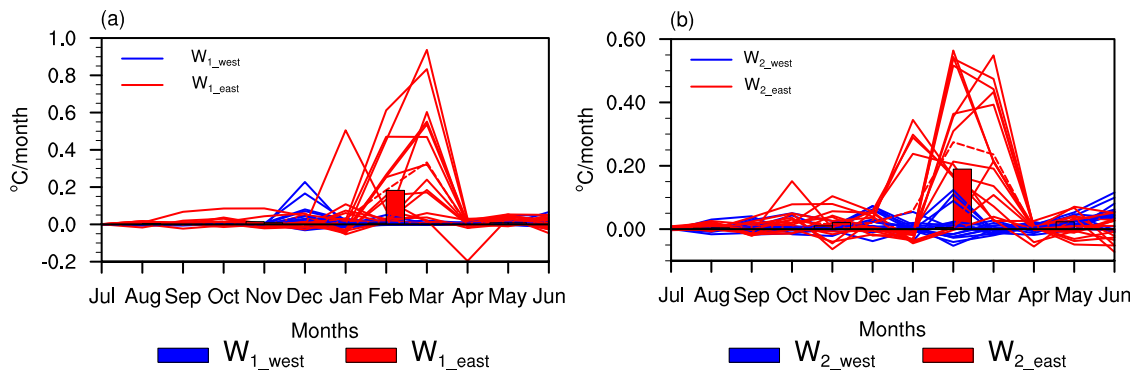 (a)
1.0
0.8
0.6
0.4
0.2
0.0
-0.2
°C/month
W1_west
W1_east
Jul Aug Sep Oct Nov Dec Jan Feb Mar Apr May Jun
Months
W1_west W1_east
(b)
0.60
0.40
0.20
0.00
°C/month
W2_west
W2_east
Jul Aug Sep Oct Nov Dec Jan Feb Mar Apr May Jun
Months
W2_west W2_east